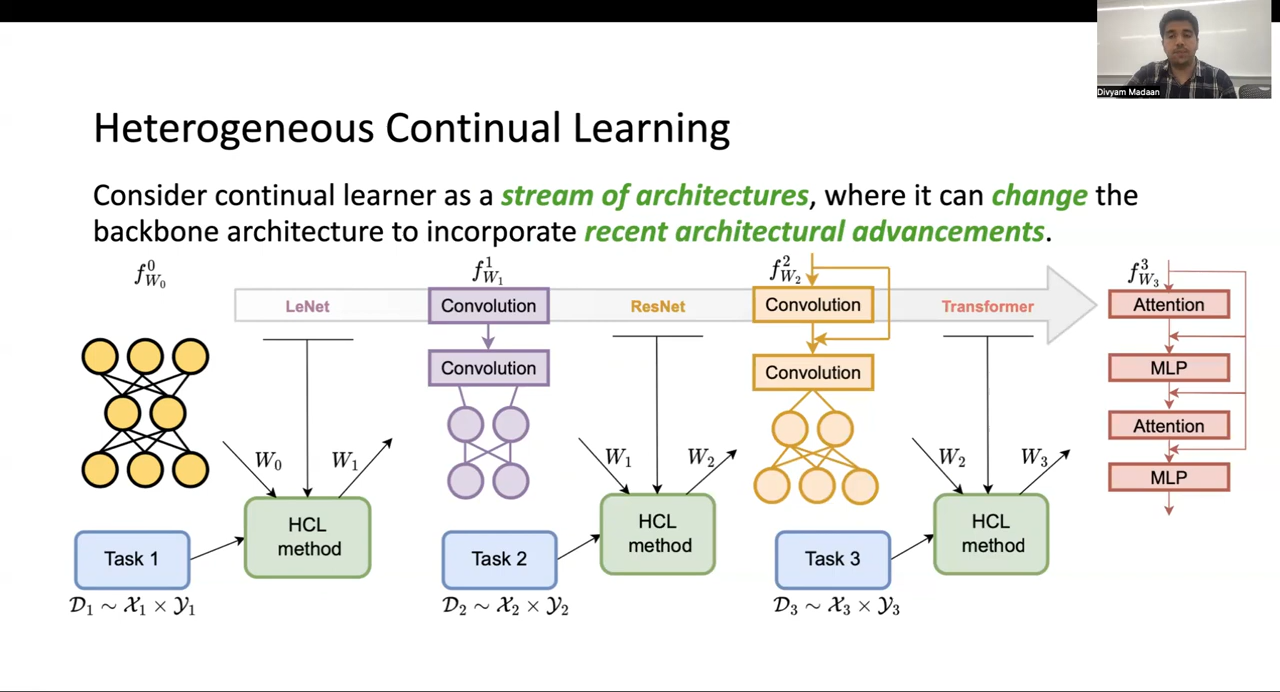 Divyam Madaan
Heterogeneous Continual Learning
Consider continual learner as a stream of architectures, where it can change the
backbone architecture to incorporate recent architectural advancements.
f^0_{W_0}
f^1_{W_1}
f^2_{W_2}
f^3_{W_3}
LeNet
Convolution
ResNet
Convolution
Transformer
Attention
Convolution
Convolution
MLP
Attention
W_0
W_1
W_1
W_2
W_2
W_3
MLP
HCL
method
HCL
method
HCL
method
Task 1
Task 2
Task 3
𝒟_1 ∼ 𝒳_1 × 𝒴_1
𝒟_2 ∼ 𝒳_2 × 𝒴_2
𝒟_3 ∼ 𝒳_3 × 𝒴_3